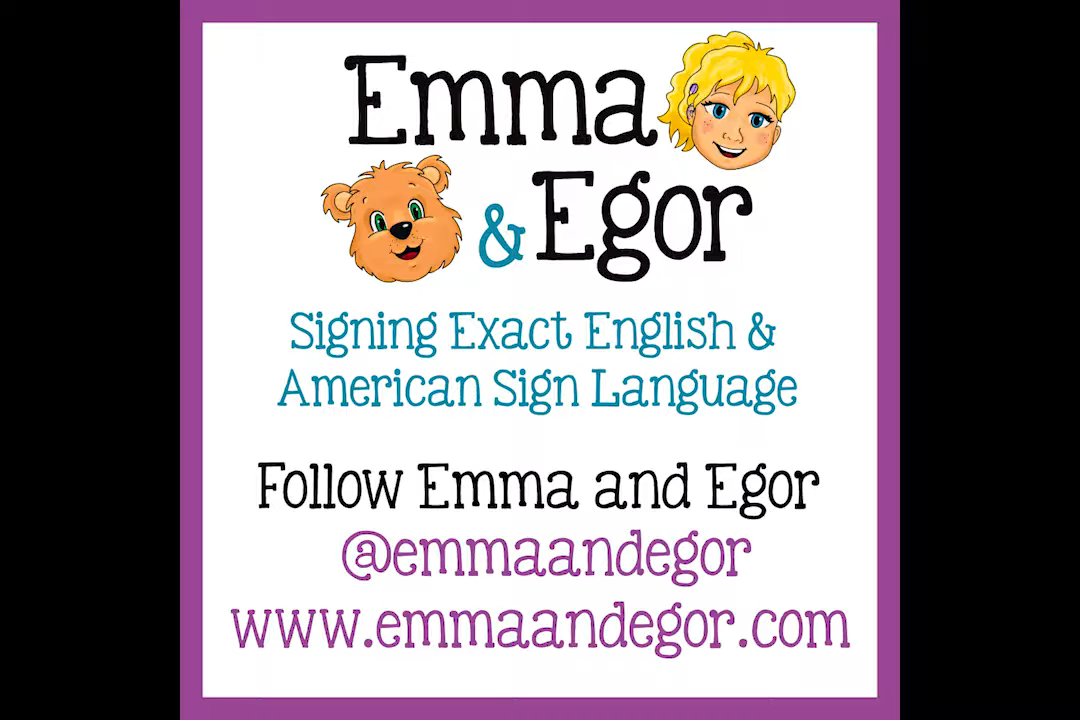 Emma
& Egor
Signing Exact English &
American Sign Language
Follow Emma and Egor
@emmaandegor
www.emmaandegor.com